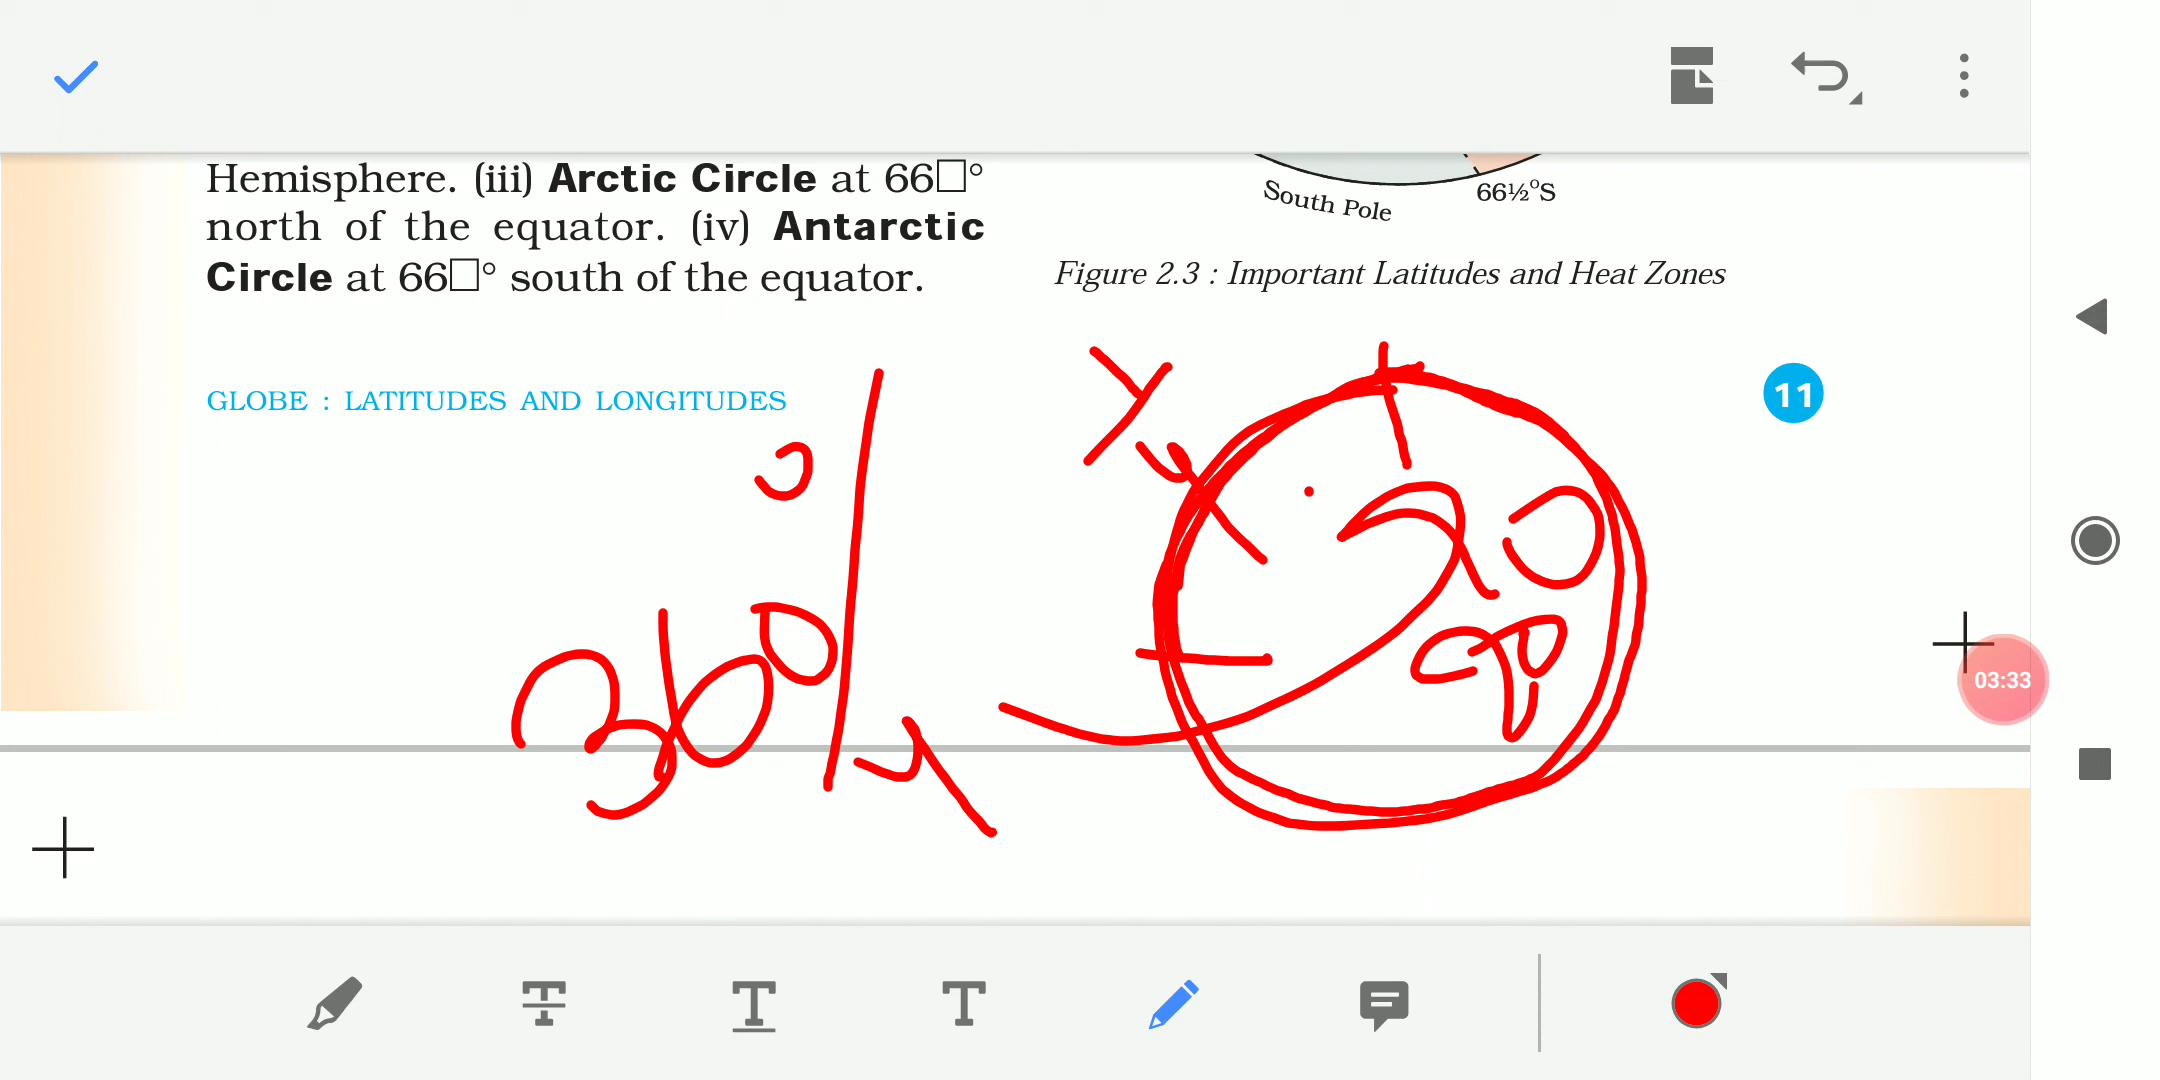 Hemisphere. (iii) Arctic Circle at 66□°
north of the equator. (iv) Antarctic
Circle at 66□° south of the equator.
South Pole
66½°S
Figure 2.3 : Important Latitudes and Heat Zones
GLOBE : LATITUDES AND LONGITUDES
11
360
03:33